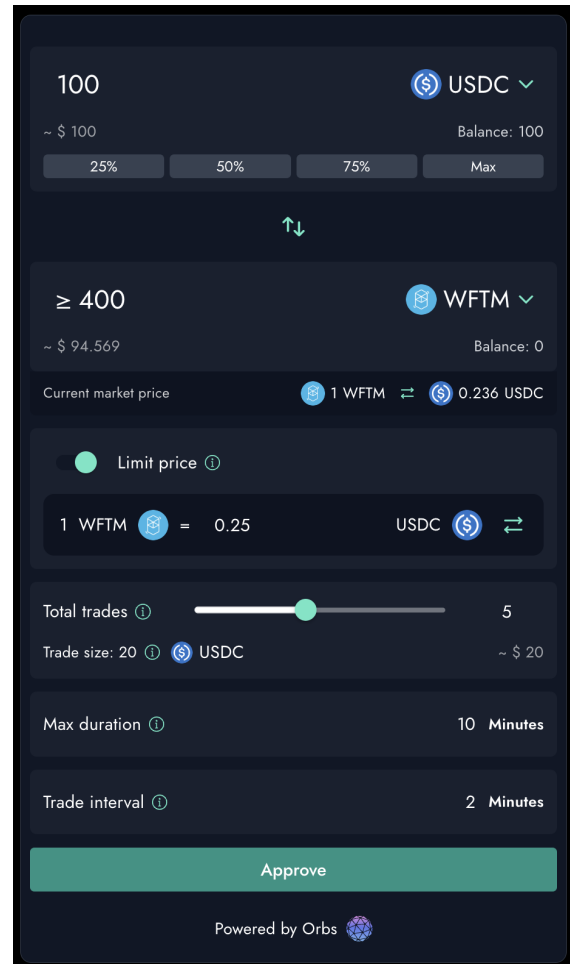 100 USDC
~ $ 100 Balance: 100
25% 50% 75% Max
≥ 400 WFTM
~ $ 94.569 Balance: 0
Current market price 1 WFTM ⇄ 0.236 USDC
Limit price
1 WFTM = 0.25 USDC
Total trades 5
Trade size: 20 USDC ~ $ 20
Max duration 10 Minutes
Trade interval 2 Minutes
Approve
Powered by Orbs